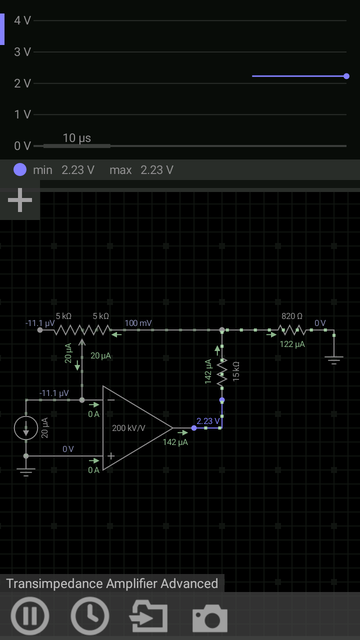 4 V
3 V
2 V
1 V
10 µs
0 V
min 2.23 V max 2.23 V
5 kΩ 5 kΩ 820 Ω
-11.1 µV 100 mV 0 V
122 µA
20 µA 20 µA
142 µA 15 kΩ
-11.1 µV
0 A
2.23 V
20 µA 200 kV/V
142 µA
0 V
0 A
Transimpedance Amplifier Advanced